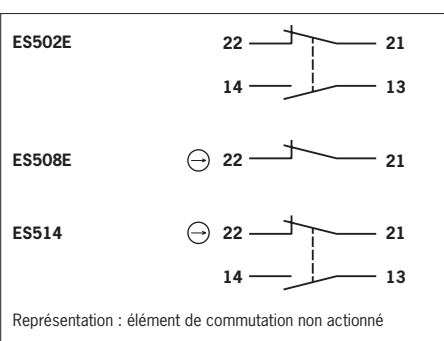 ES502E 22 21
14 13
ES508E 22 21
ES514 22 21
14 13
Représentation : élément de commutation non actionné